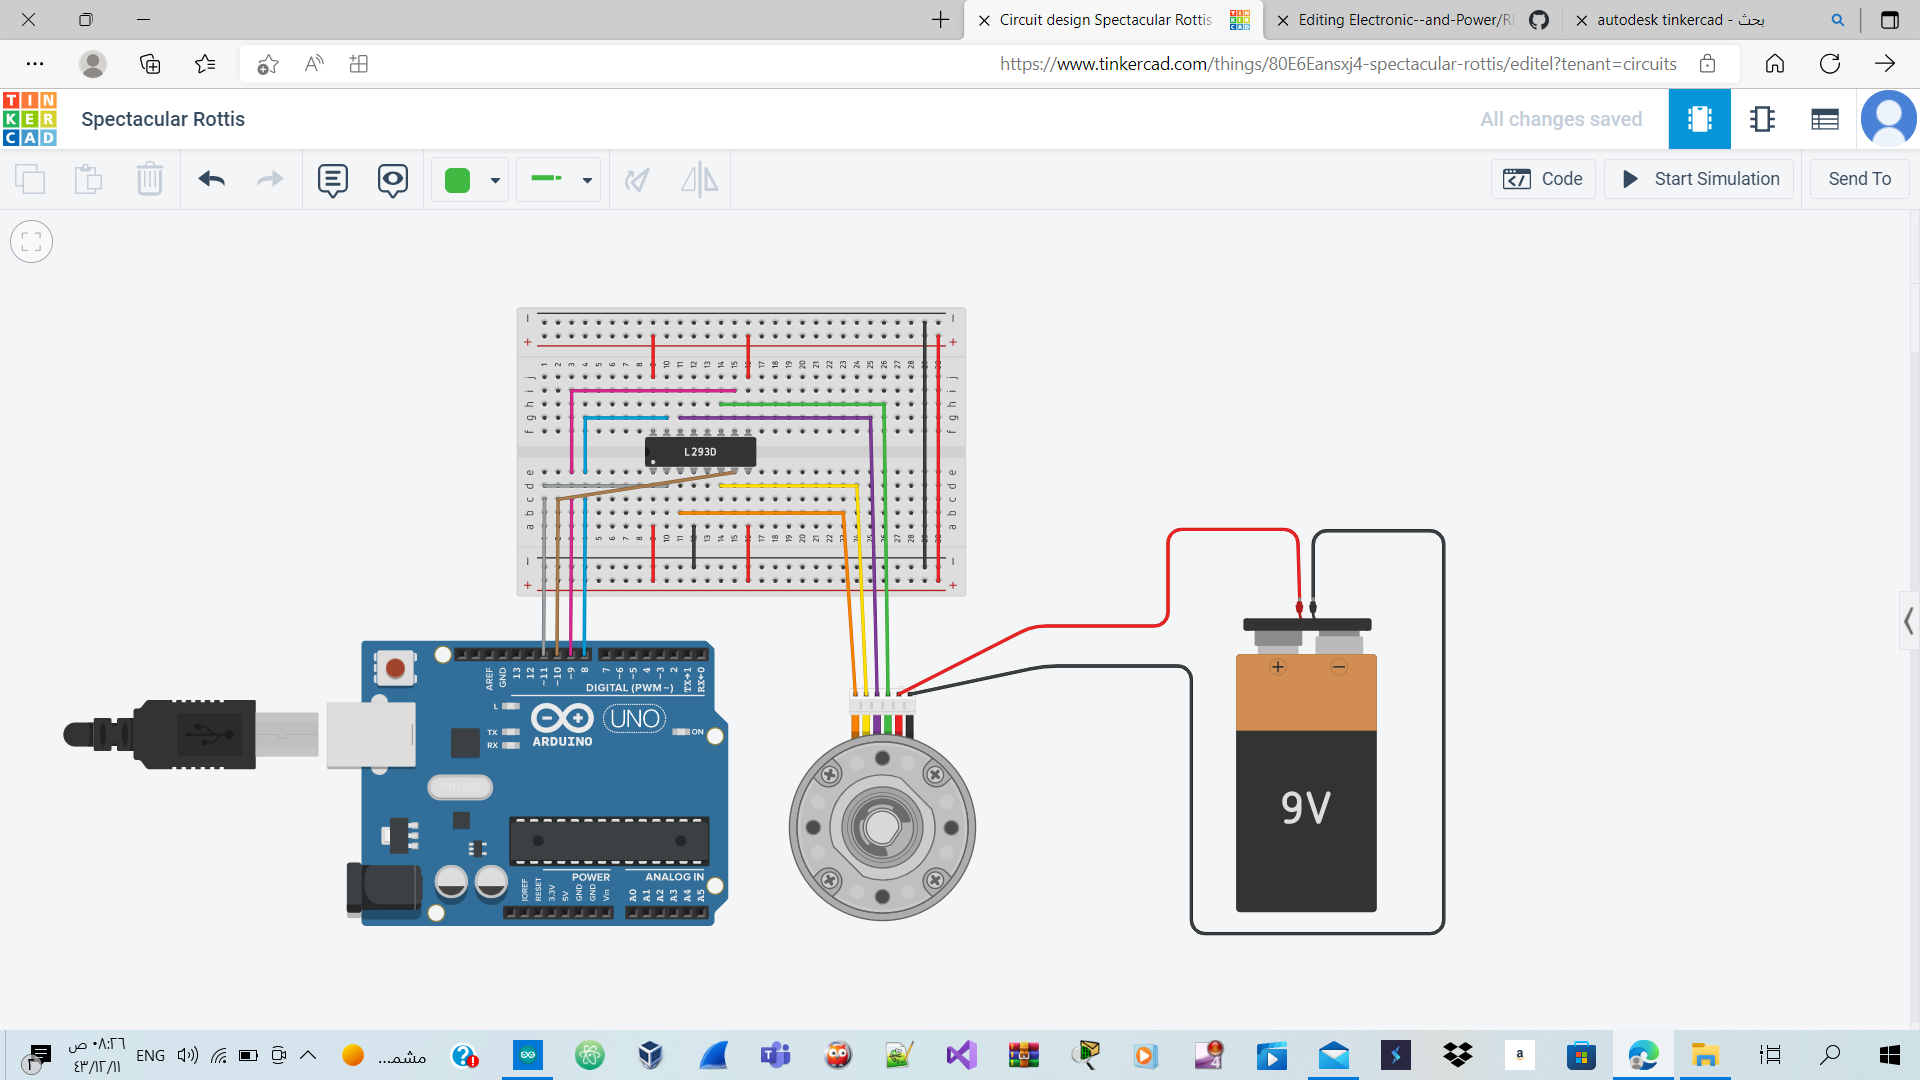 Circuit design Spectacular Rottis
Editing Electronic--and-Power/RI
autodesk tinkercad - بحث
https://www.tinkercad.com/things/80E6Eansxj4-spectacular-rottis/editel?tenant=circuits
TIN
KER
CAD
Spectacular Rottis
All changes saved
Code
Start Simulation
Send To
L293D
AREF
GND
13
12
~11
~10
~9
8
7
~6
~5
4
~3
2
TX→1
RX←0
DIGITAL (PWM~)
L
TX
RX
ARDUINO
UNO
ON
POWER
ANALOG IN
IOREF
RESET
3.3V
5V
GND
GND
Vin
A0
A1
A2
A3
A4
A5
+ −
9V
٠٨:٢٦ ص
٤٣/١٢/١١
ENG
مشمـ...